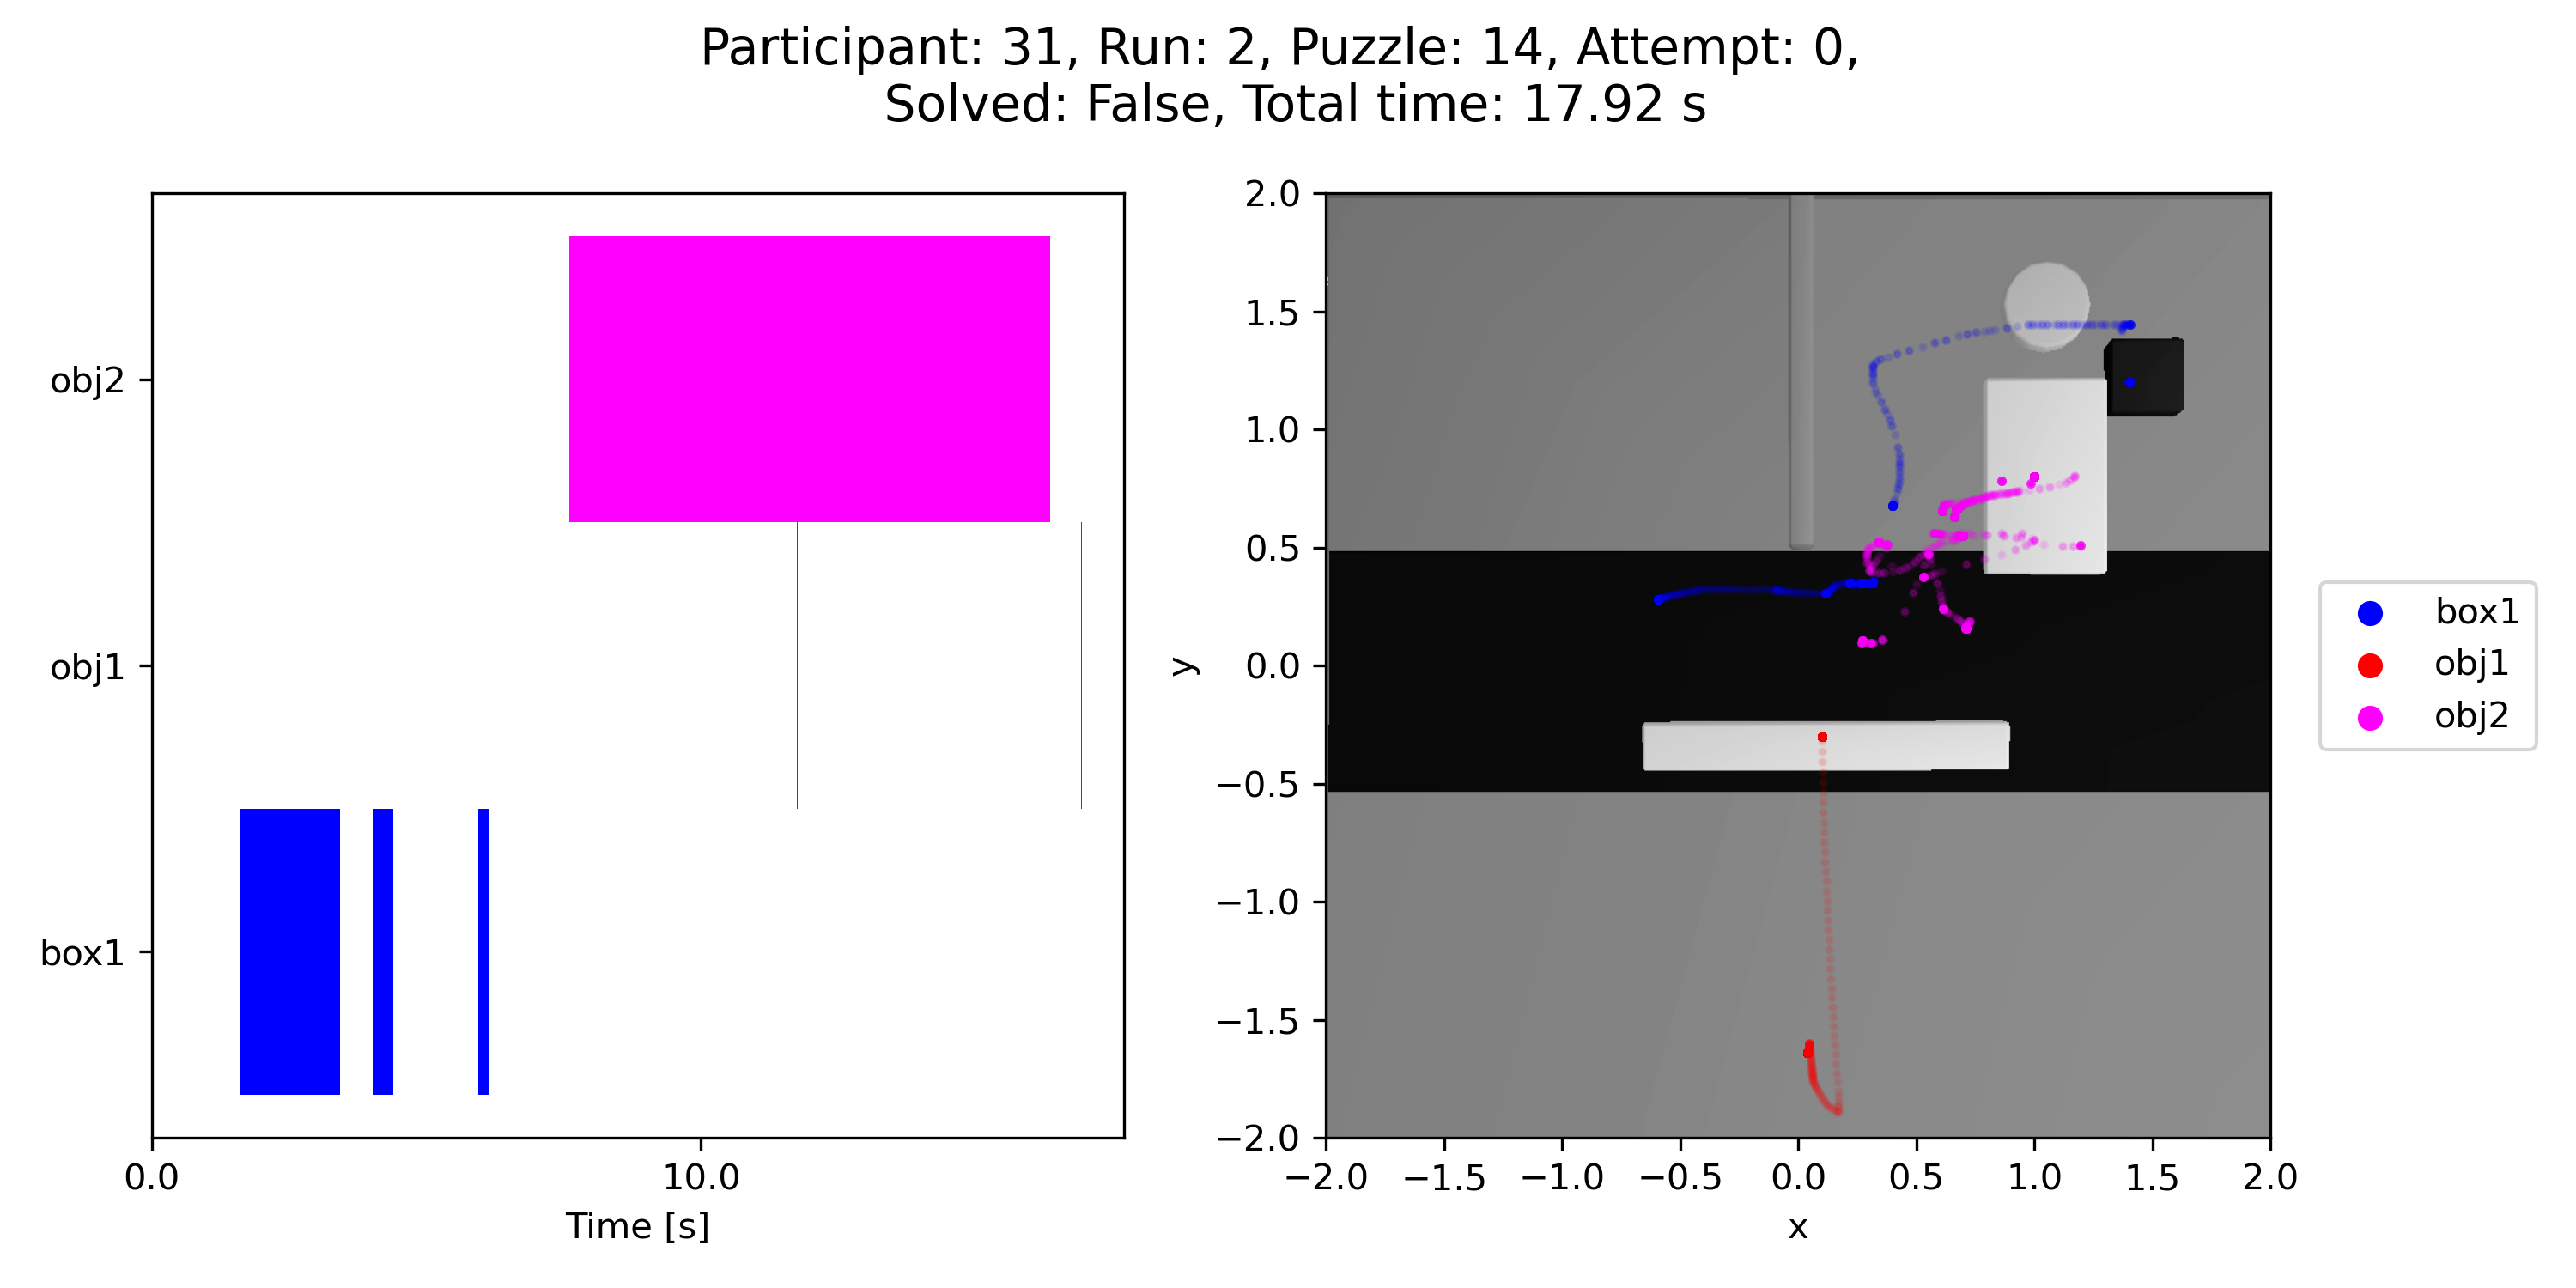 Participant: 31, Run: 2, Puzzle: 14, Attempt: 0,
Solved: False, Total time: 17.92 s
obj2
obj1
box1
0.0
10.0
Time [s]
2.0
1.5
1.0
0.5
0.0
−0.5
−1.0
−1.5
−2.0
y
−2.0
−1.5
−1.0
−0.5
0.0
0.5
1.0
1.5
2.0
x
box1
obj1
obj2